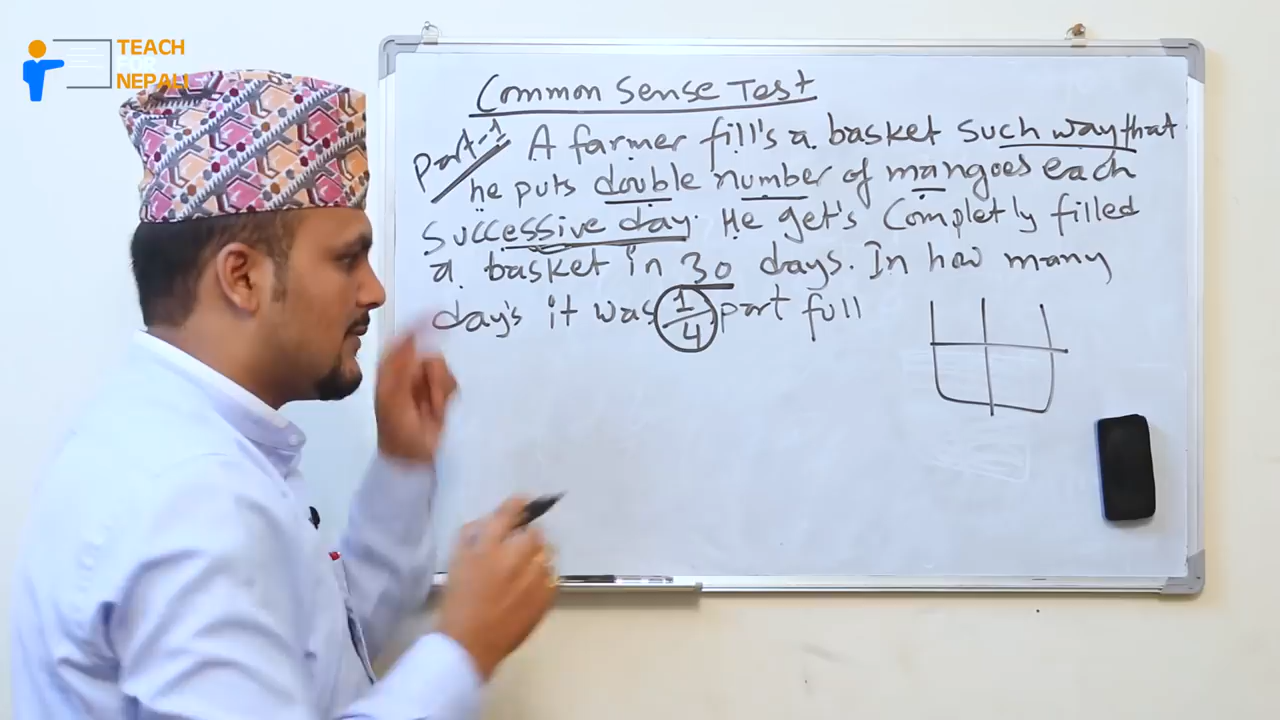 TEACH
FOR
NEPALI
Common Sense Test
Part-1 A farmer fill's a basket such way that
he puts double number of mangoes each
successive day. He get's Completly filled
a basket in 30 days. In how many
day's it was 1/4 part full